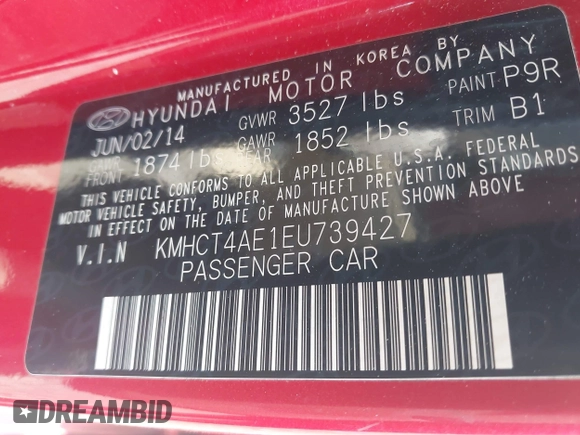 MANUFACTURED IN KOREA BY
HYUNDAI MOTOR COMPANY
JUN/02/14 GVWR 3527 lbs PAINT P9R
GAWR FRONT 1874 lbs GAWR REAR 1852 lbs TRIM B1
THIS VEHICLE CONFORMS TO ALL APPLICABLE U.S.A. FEDERAL
MOTOR VEHICLE SAFETY, BUMPER, AND THEFT PREVENTION STANDARDS
IN EFFECT ON THE DATE OF MANUFACTURE SHOWN ABOVE.
V.I.N KMHCT4AE1EU739427
PASSENGER CAR
DREAMBID